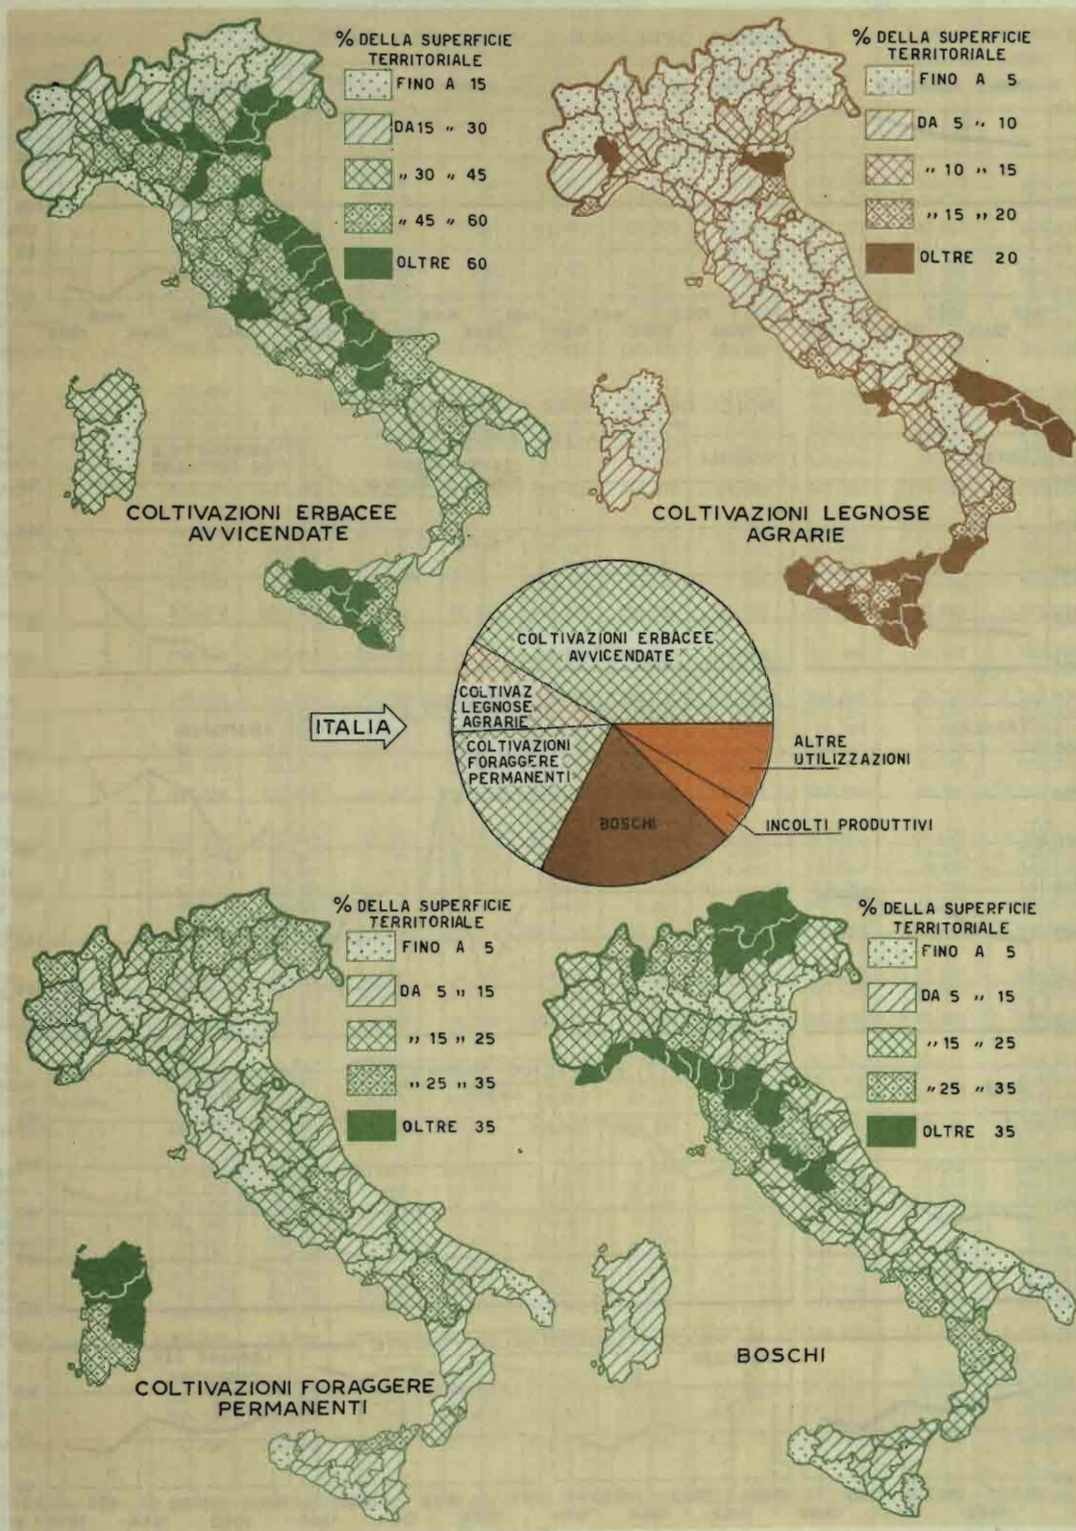 % DELLA SUPERFICIE
TERRITORIALE
FINO A 15
DA 15 " 30
" 30 " 45
" 45 " 60
OLTRE 60
COLTIVAZIONI ERBACEE
AVVICENDATE
% DELLA SUPERFICIE
TERRITORIALE
FINO A 5
DA 5 " 10
" 10 " 15
" 15 " 20
OLTRE 20
COLTIVAZIONI LEGNOSE
AGRARIE
ITALIA
COLTIVAZIONI ERBACEE
AVVICENDATE
COLTIVAZ
LEGNOSE
AGRARIE
COLTIVAZIONI
FORAGGERE
PERMANENTI
BOSCHI
ALTRE
UTILIZZAZIONI
INCOLTI PRODUTTIVI
% DELLA SUPERFICIE
TERRITORIALE
FINO A 5
DA 5 " 15
" 15 " 25
" 25 " 35
OLTRE 35
COLTIVAZIONI FORAGGERE
PERMANENTI
% DELLA SUPERFICIE
TERRITORIALE
FINO A 5
DA 5 " 15
" 15 " 25
" 25 " 35
OLTRE 35
BOSCHI